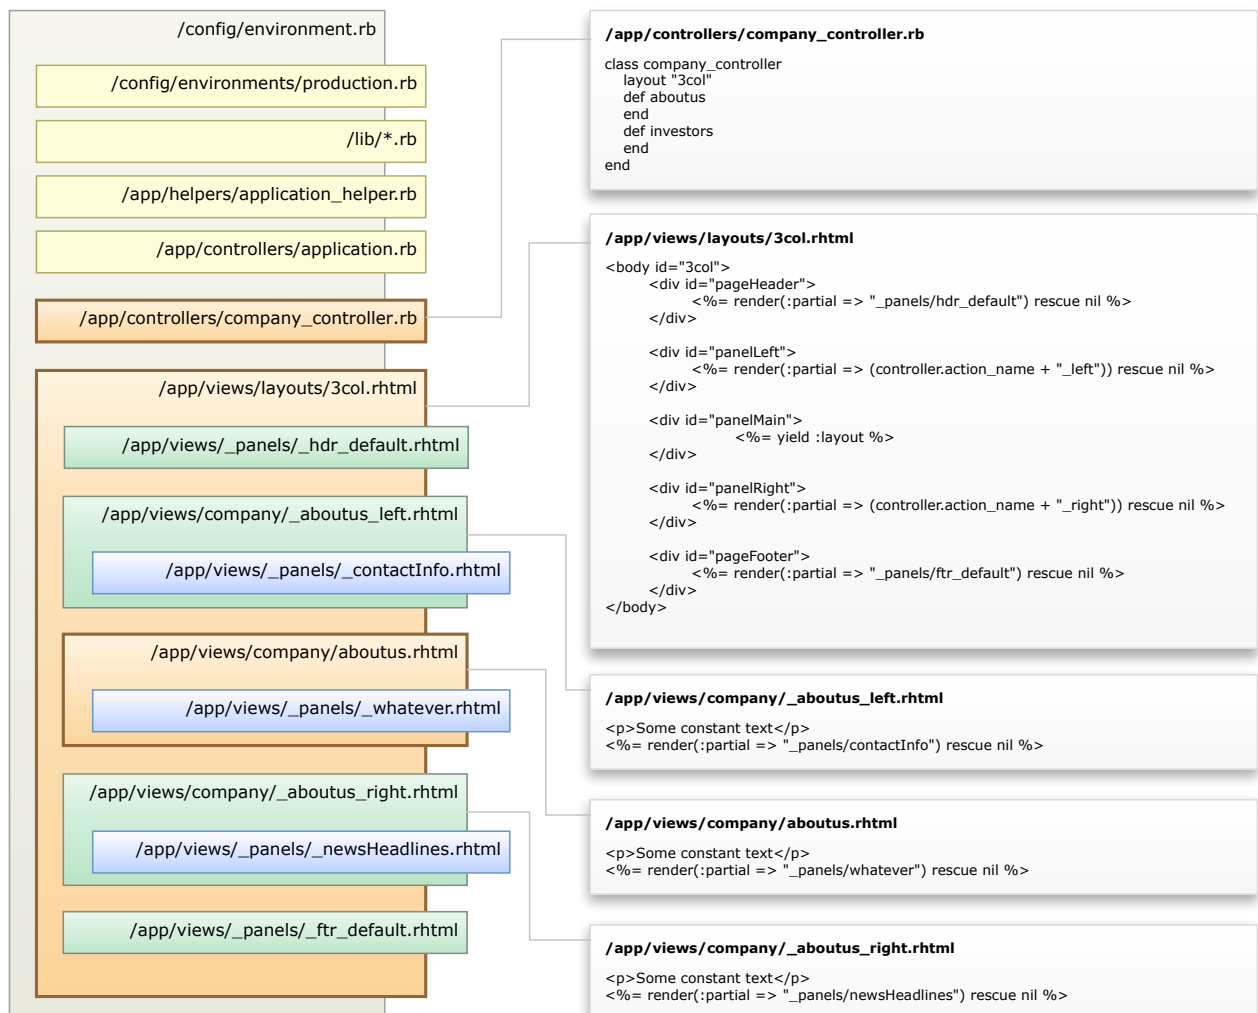 /config/environment.rb
/config/environments/production.rb
/lib/*.rb
/app/helpers/application_helper.rb
/app/controllers/application.rb
/app/controllers/company_controller.rb
/app/views/layouts/3col.rhtml
/app/views/_panels/_hdr_default.rhtml
/app/views/company/_aboutus_left.rhtml
/app/views/_panels/_contactInfo.rhtml
/app/views/company/aboutus.rhtml
/app/views/_panels/_whatever.rhtml
/app/views/company/_aboutus_right.rhtml
/app/views/_panels/_newsHeadlines.rhtml
/app/views/_panels/_ftr_default.rhtml
/app/controllers/company_controller.rb
class company_controller
layout "3col"
def aboutus
end
def investors
end
end
/app/views/layouts/3col.rhtml
<body id="3col">
<div id="pageHeader">
<%= render(:partial => "_panels/hdr_default") rescue nil %>
</div>
<div id="panelLeft">
<%= render(:partial => (controller.action_name + "_left")) rescue nil %>
</div>
<div id="panelMain">
<%= yield :layout %>
</div>
<div id="panelRight">
<%= render(:partial => (controller.action_name + "_right")) rescue nil %>
</div>
<div id="pageFooter">
<%= render(:partial => "_panels/ftr_default") rescue nil %>
</div>
</body>
/app/views/company/_aboutus_left.rhtml
<p>Some constant text</p>
<%= render(:partial => "_panels/contactInfo") rescue nil %>
/app/views/company/aboutus.rhtml
<p>Some constant text</p>
<%= render(:partial => "_panels/whatever") rescue nil %>
/app/views/company/_aboutus_right.rhtml
<p>Some constant text</p>
<%= render(:partial => "_panels/newsHeadlines") rescue nil %>